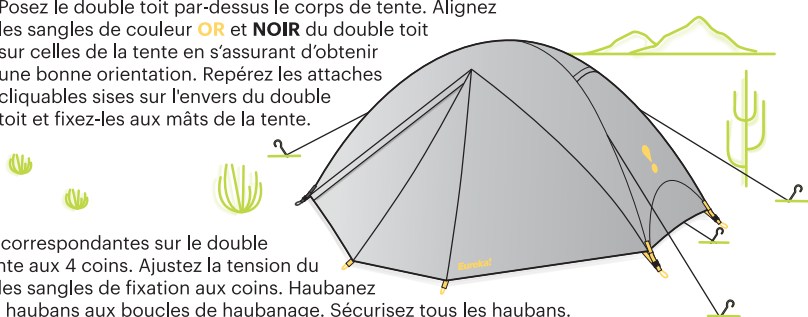 Posez le double toit par-dessus le corps de tente. Alignez
les sangles de couleur OR et NOIR du double toit
sur celles de la tente en s'assurant d'obtenir
une bonne orientation. Repérez les attaches
cliquables sises sur l'envers du double
toit et fixez-les aux mâts de la tente.
!
Eureka!
correspondantes sur le double
nte aux 4 coins. Ajustez la tension du
les sangles de fixation aux coins. Haubanez
haubans aux boucles de haubanage. Sécurisez tous les haubans.